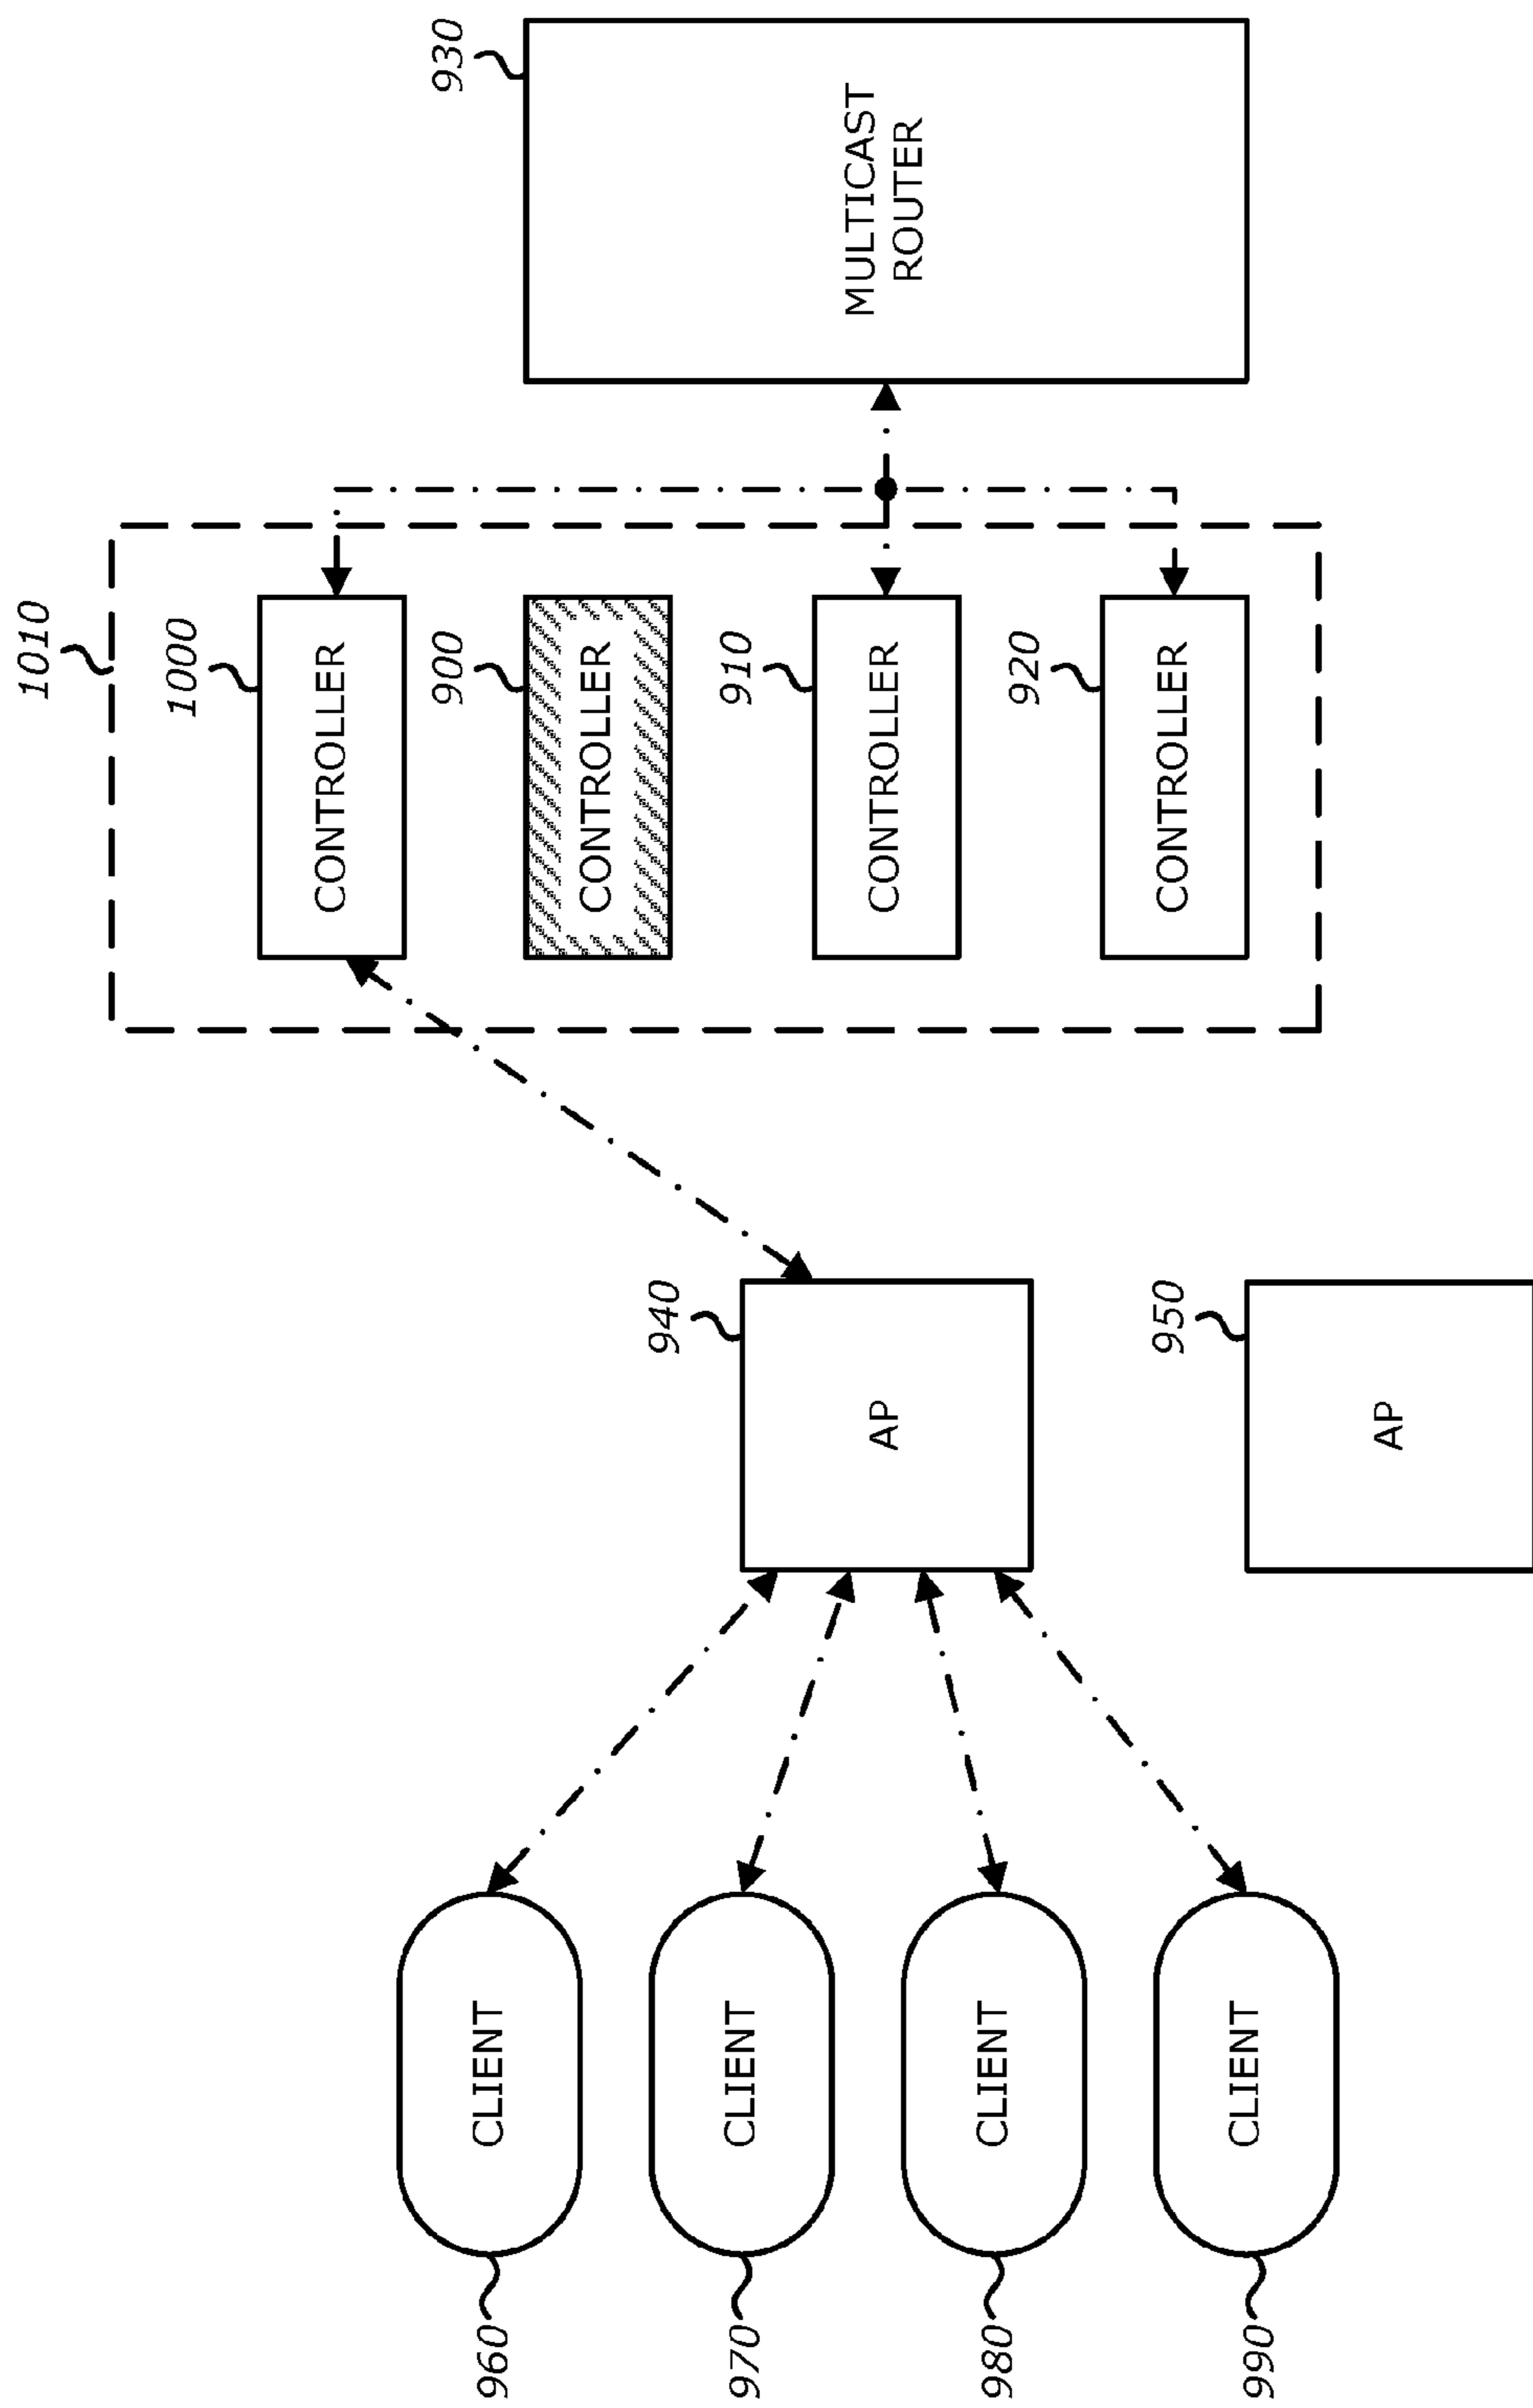 1010
1000
CONTROLLER
900
CONTROLLER
910
CONTROLLER
920
CONTROLLER
930
MULTICAST
ROUTER
940
AP
950
AP
960
CLIENT
970
CLIENT
980
CLIENT
990
CLIENT